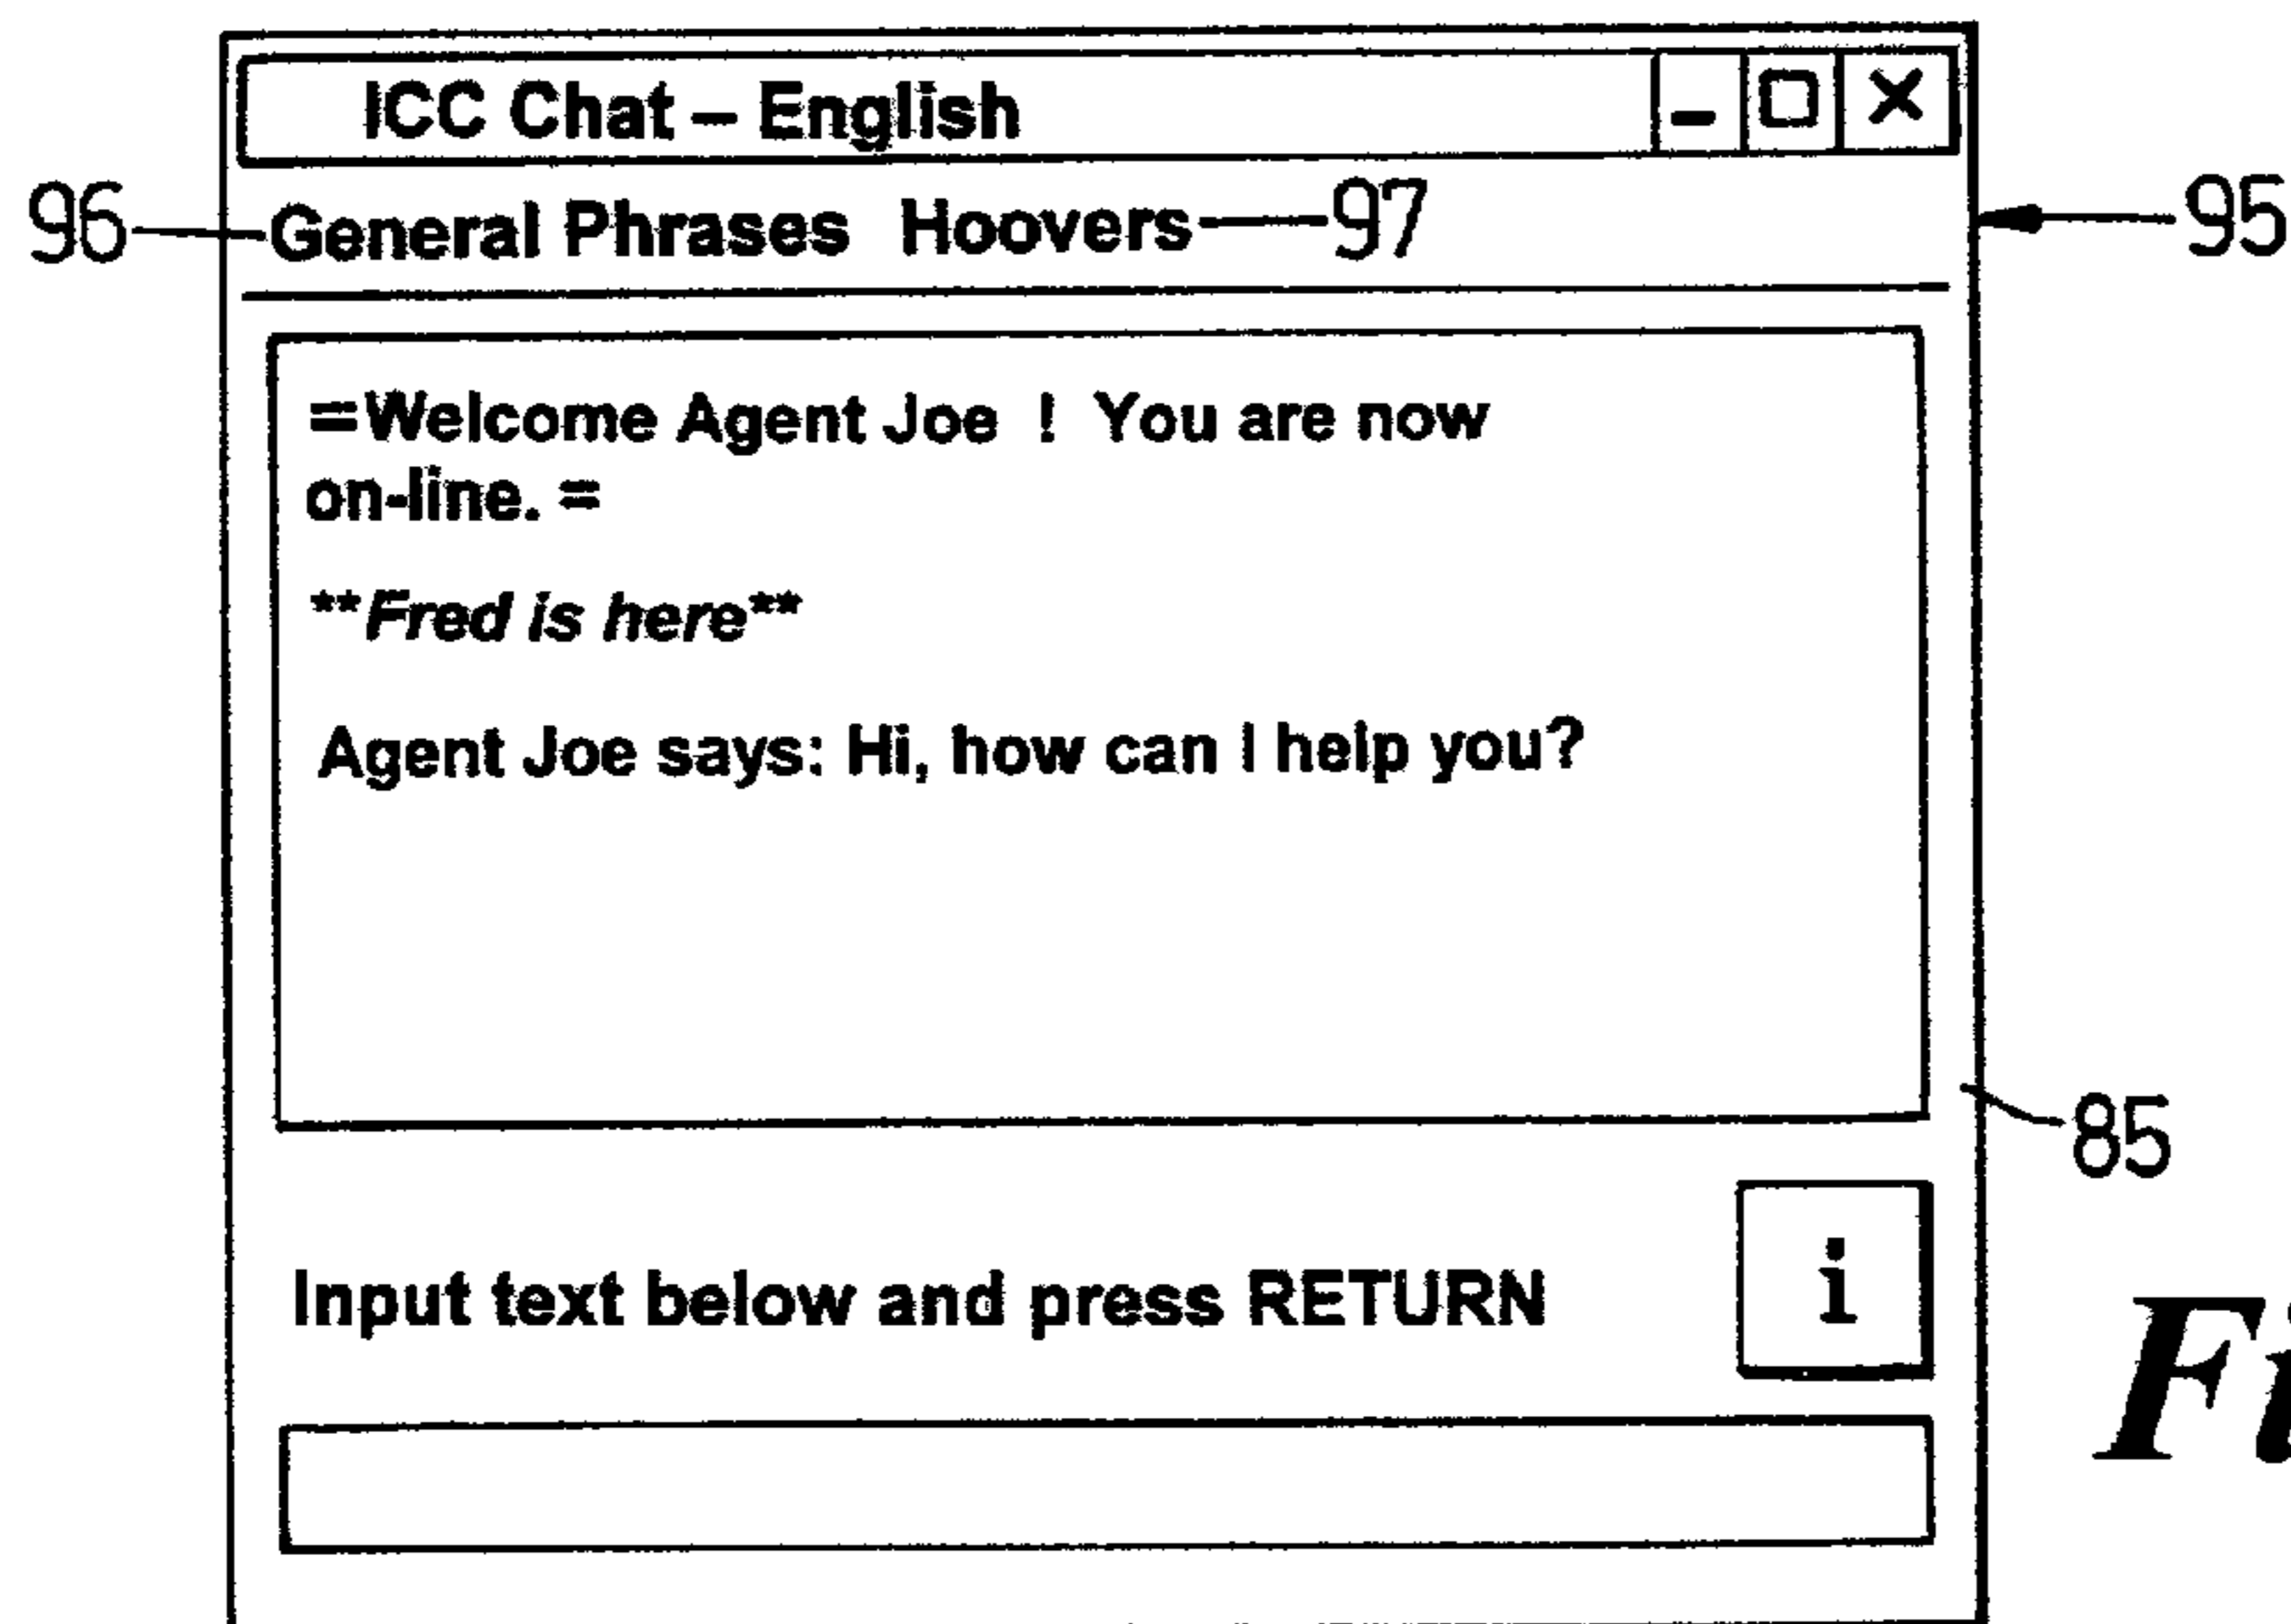 ICC Chat – English
96 General Phrases Hoovers 97 95
=Welcome Agent Joe ! You are now
on-line. =
**Fred is here**
Agent Joe says: Hi, how can I help you?
85
Input text below and press RETURN i